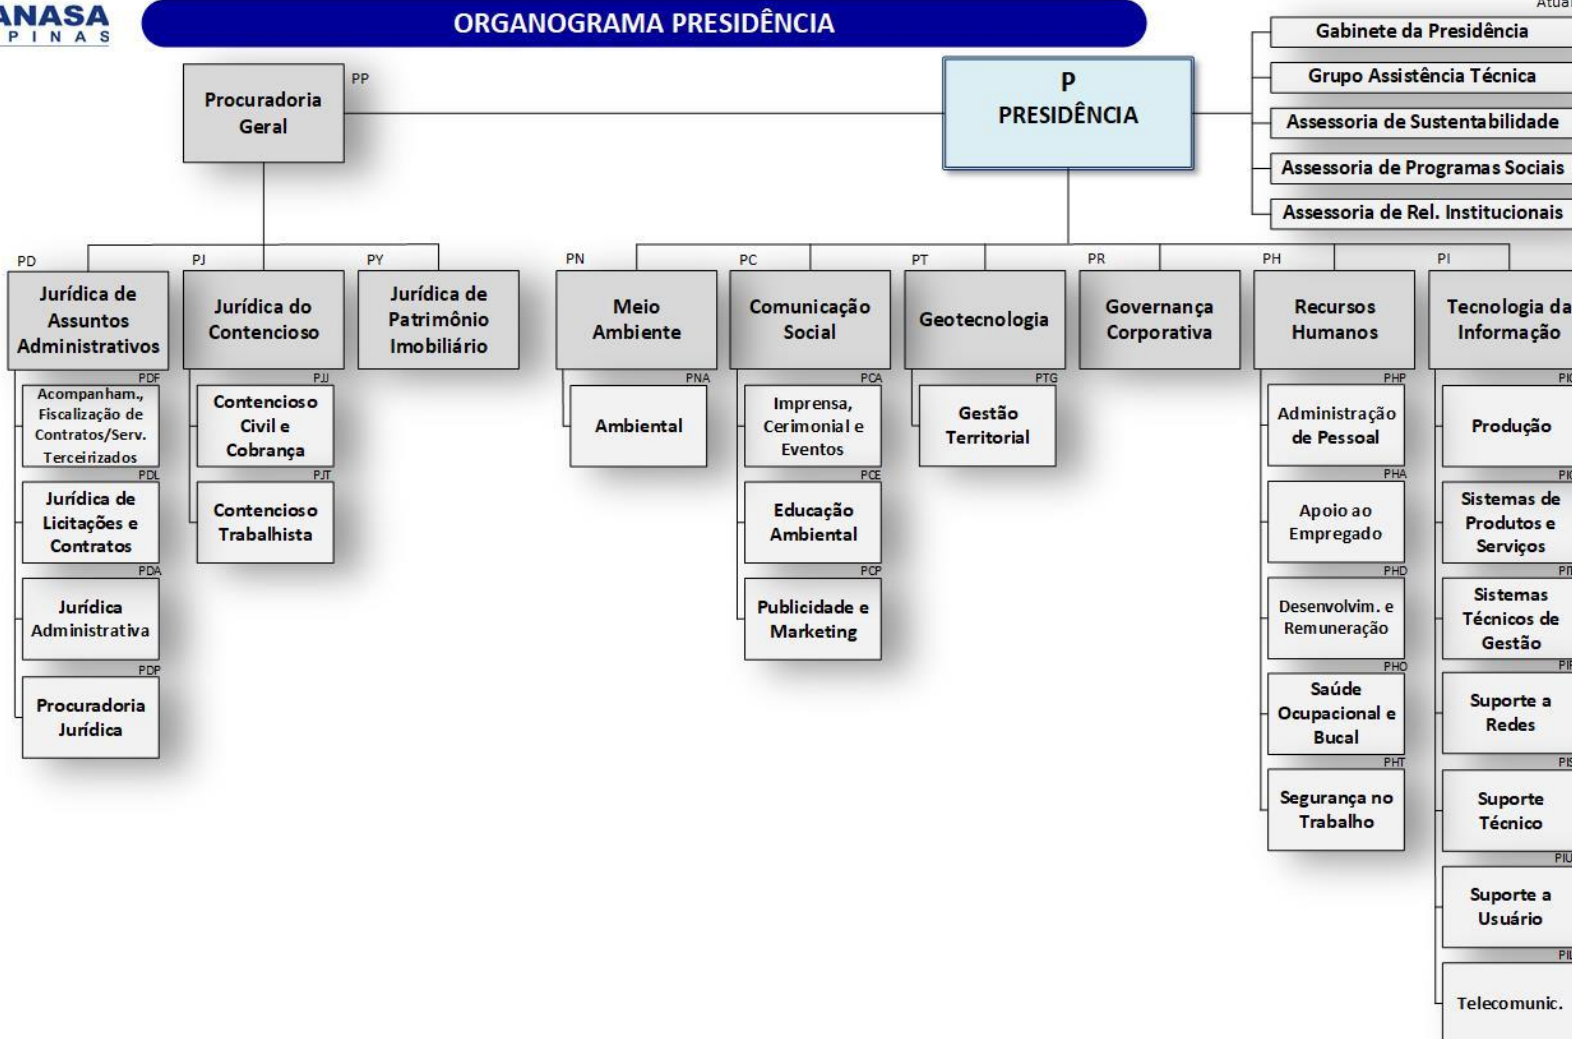 ANASA
PINAS
ORGANOGRAMA PRESIDÊNCIA
Gabinete da Presidência
Grupo Assistência Técnica
Assessoria de Sustentabilidade
Assessoria de Programas Sociais
Assessoria de Rel. Institucionais
PP
Procuradoria
Geral
P
PRESIDÊNCIA
PD
Jurídica de
Assuntos
Administrativos
PDF
Acompanham.,
Fiscalização de
Contratos/Serv.
Terceirizados
PDL
Jurídica de
Licitações e
Contratos
PDA
Jurídica
Administrativa
PDP
Procuradoria
Jurídica
PJ
Jurídica do
Contencioso
PJJ
Contencioso
Civil e
Cobrança
PJT
Contencioso
Trabalhista
PY
Jurídica de
Patrimônio
Imobiliário
PN
Meio
Ambiente
PNA
Ambiental
PC
Comunicação
Social
PCA
Imprensa,
Cerimonial e
Eventos
PCE
Educação
Ambiental
PCP
Publicidade e
Marketing
PT
Geotecnologia
PTG
Gestão
Territorial
PR
Governança
Corporativa
PH
Recursos
Humanos
PHP
Administração
de Pessoal
PHA
Apoio ao
Empregado
PHD
Desenvolvim. e
Remuneração
PHO
Saúde
Ocupacional e
Bucal
PHT
Segurança no
Trabalho
PI
Tecnologia da
Informação
Produção
Sistemas de
Produtos e
Serviços
Sistemas
Técnicos de
Gestão
Suporte a
Redes
PIS
Suporte
Técnico
PIU
Suporte a
Usuário
PIL
Telecomunic.